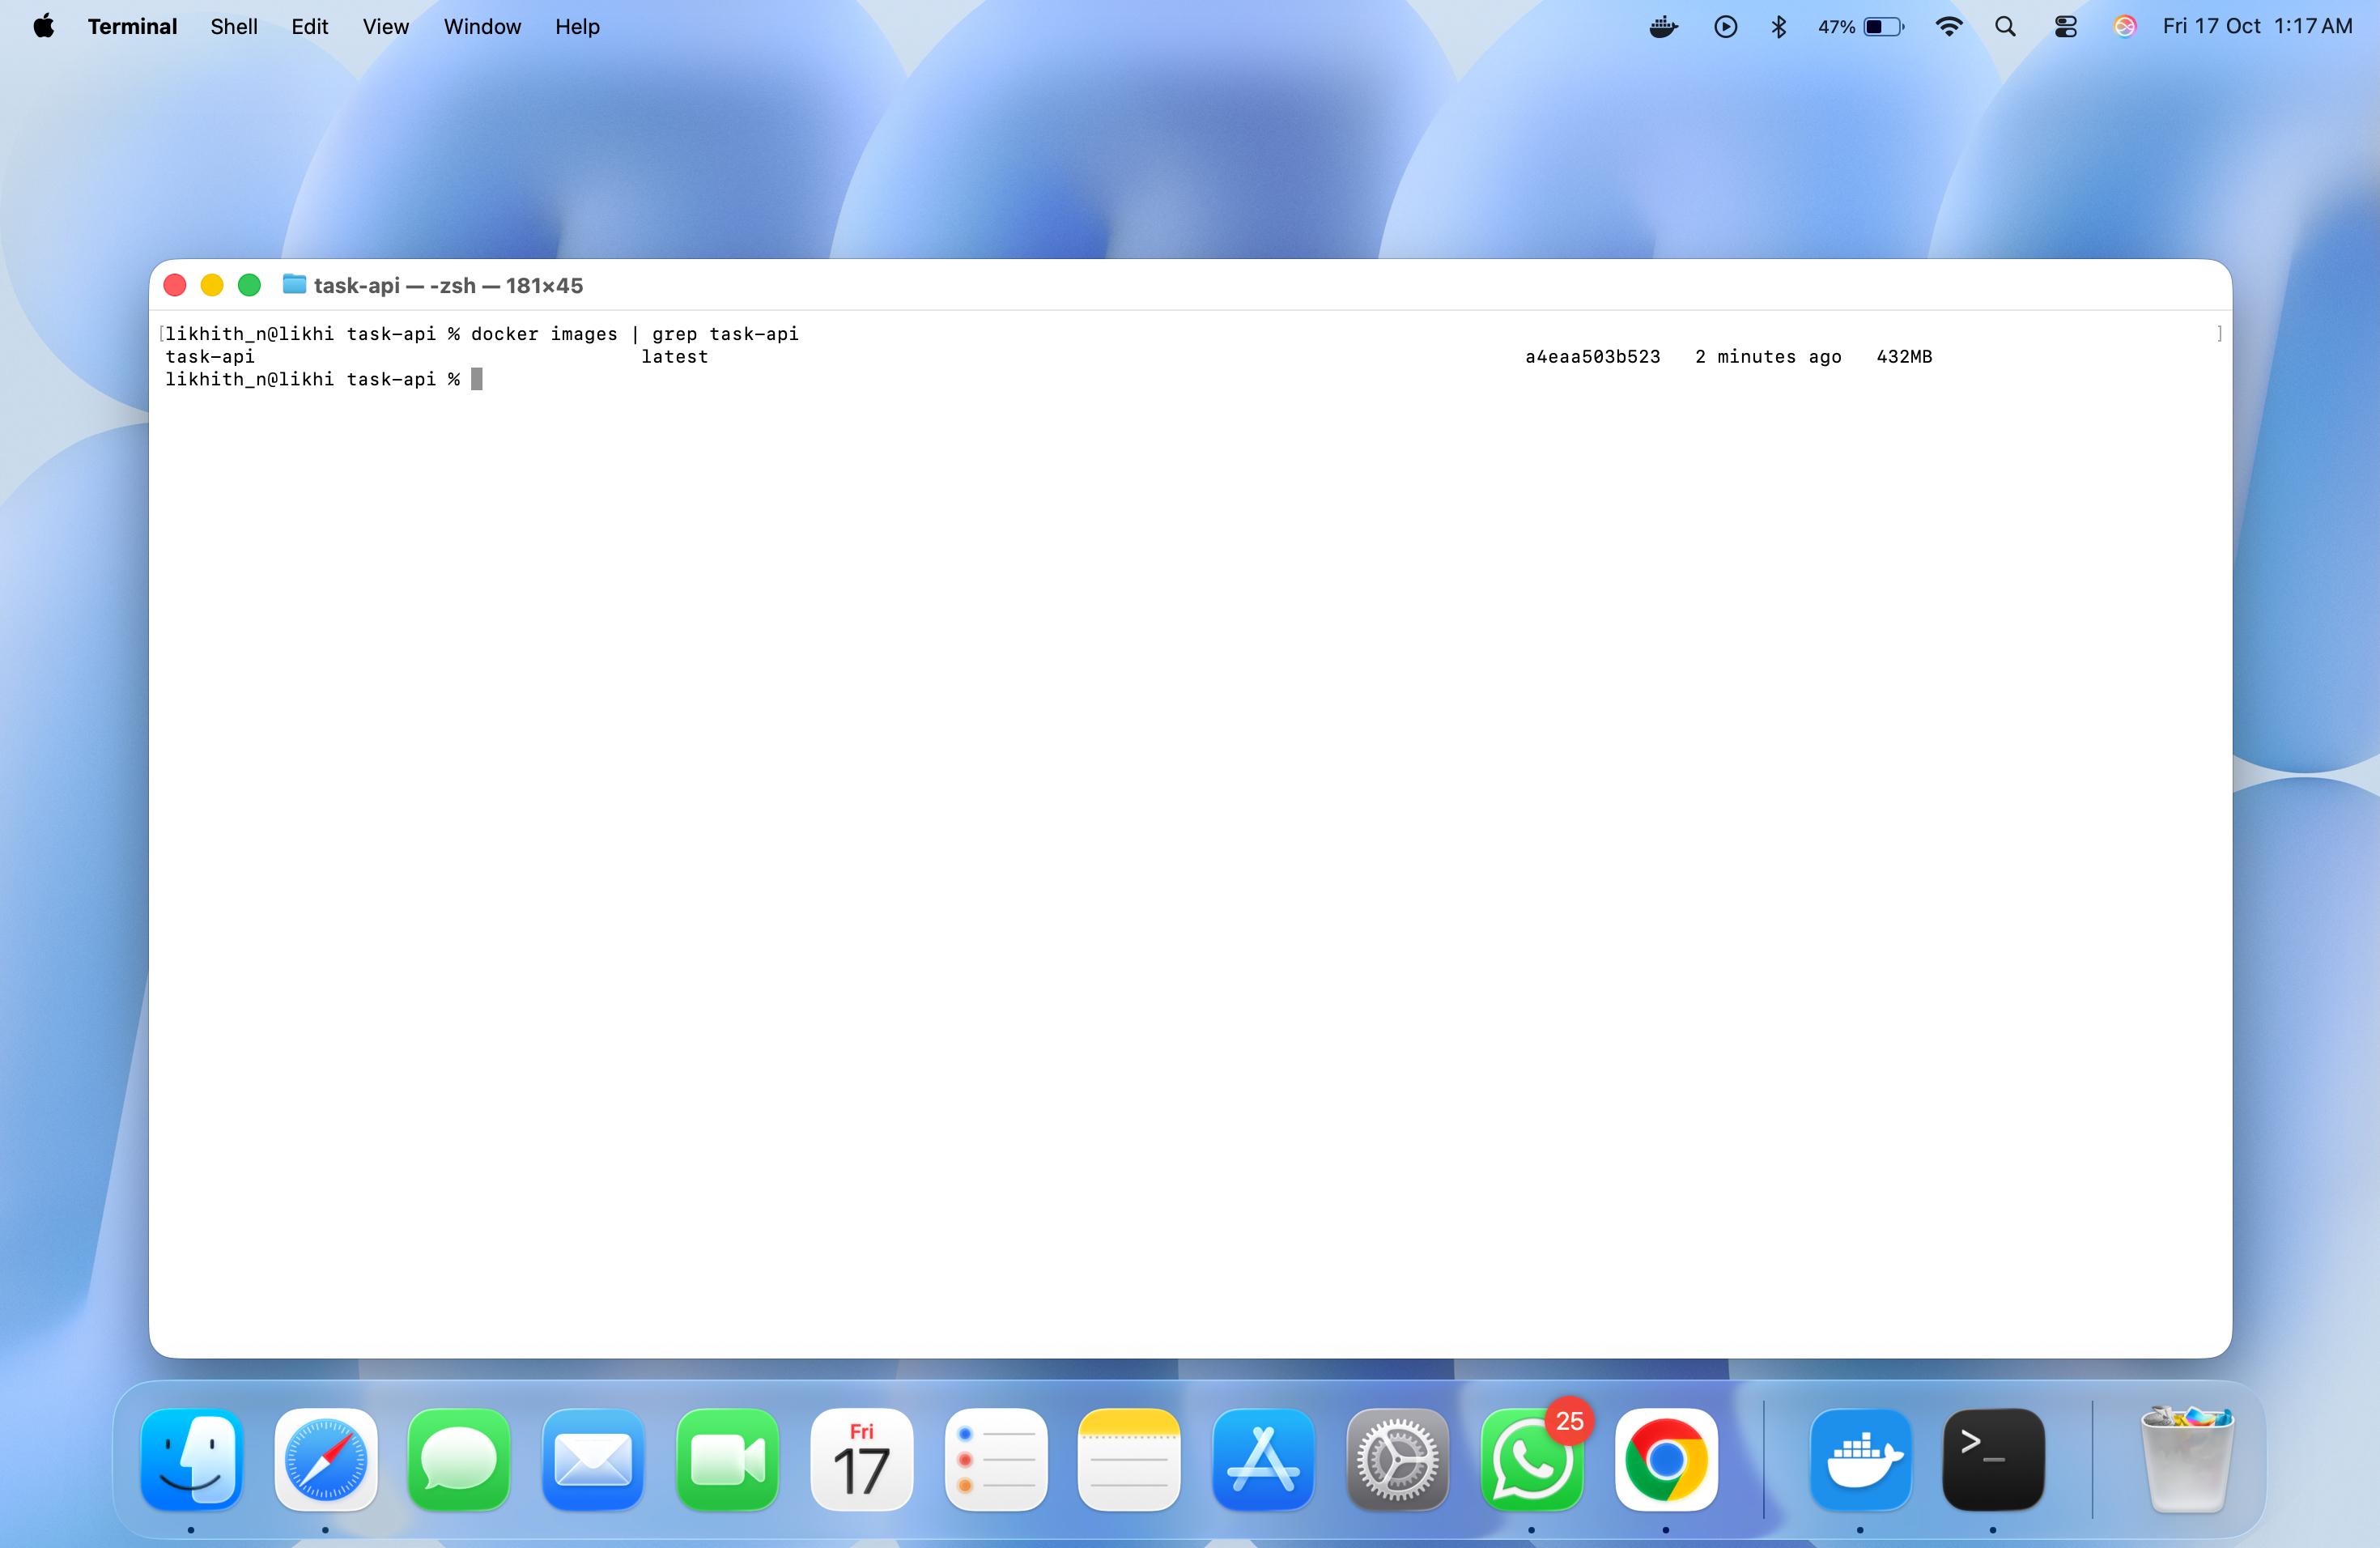 Terminal Shell Edit View Window Help 47% Fri 17 Oct 1:17 AM
task-api — -zsh — 181×45
[likhith_n@likhi task-api % docker images | grep task-api ]
task-api latest a4eaa503b523 2 minutes ago 432MB
likhith_n@likhi task-api %
Fri
17
25
>_